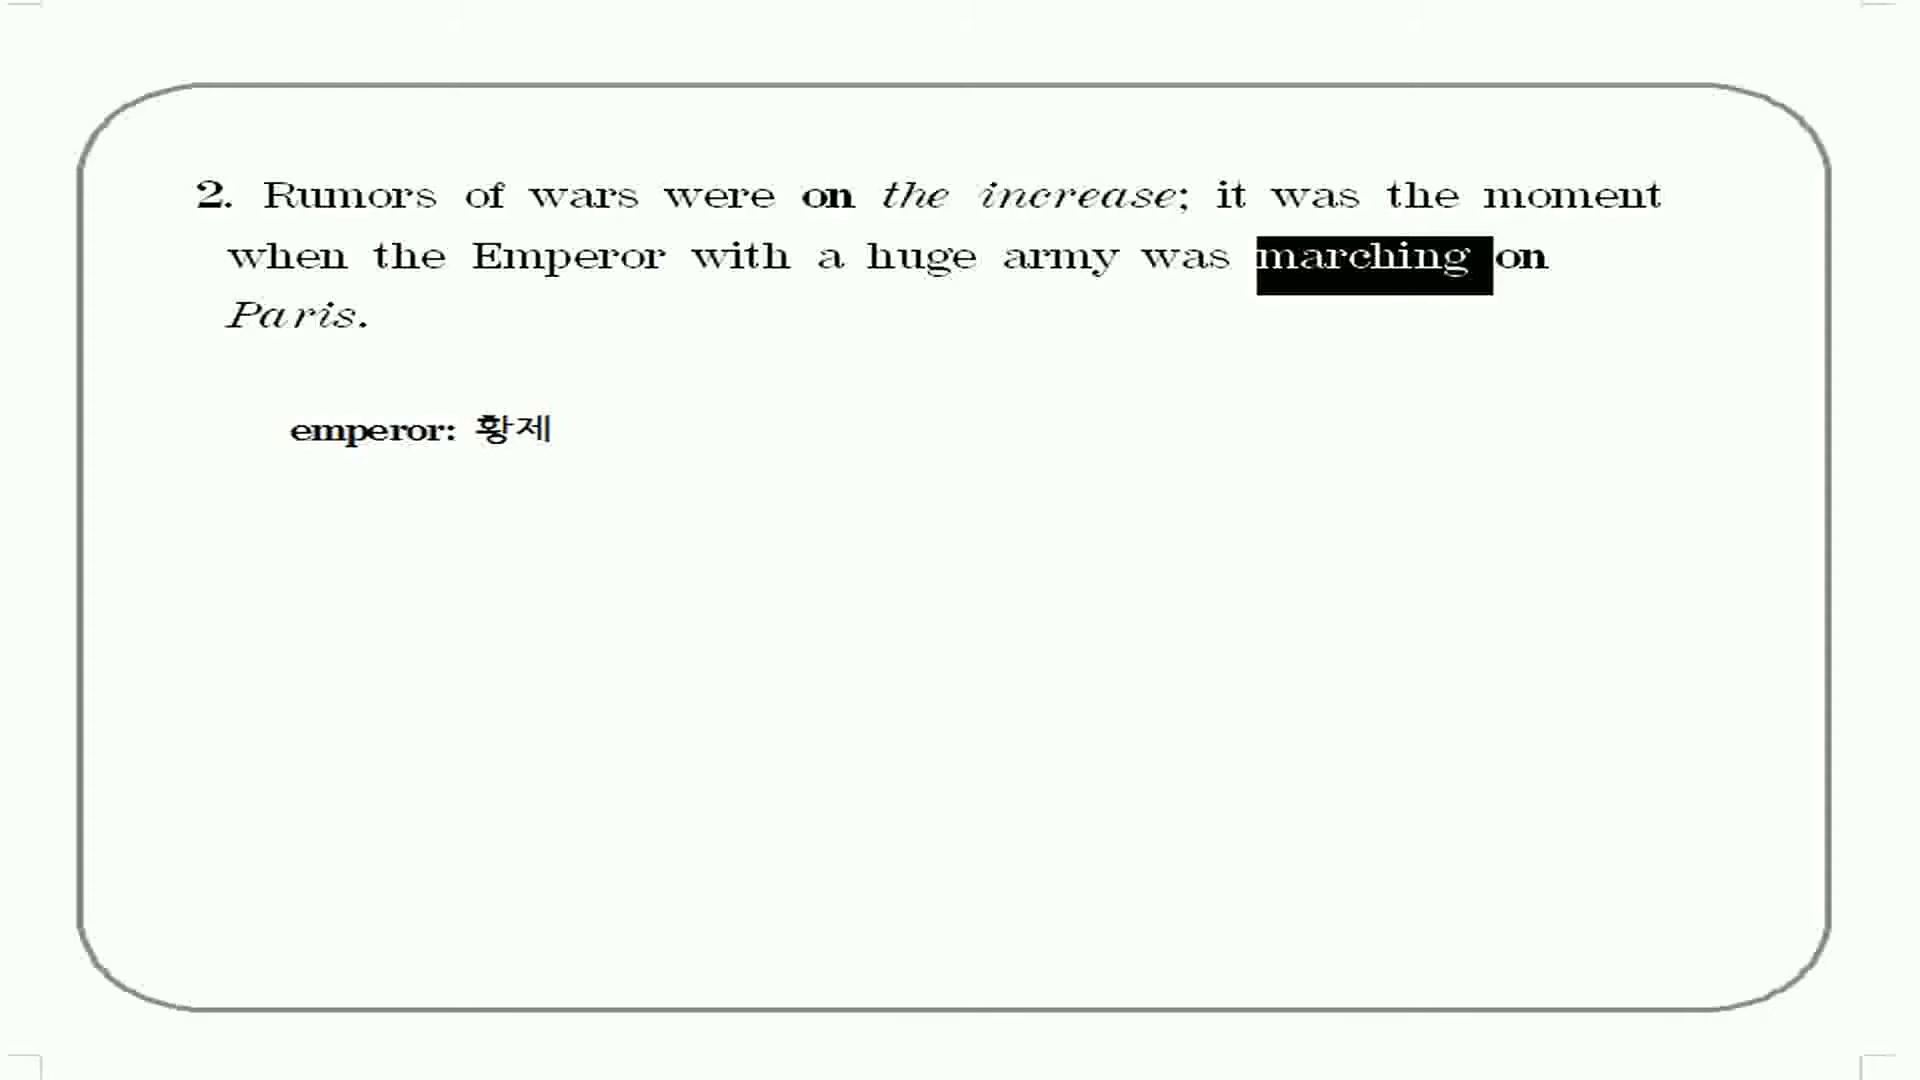 2. Rumors of wars were on the increase; it was the moment
when the Emperor with a huge army was marching on
Paris.
emperor: 황제